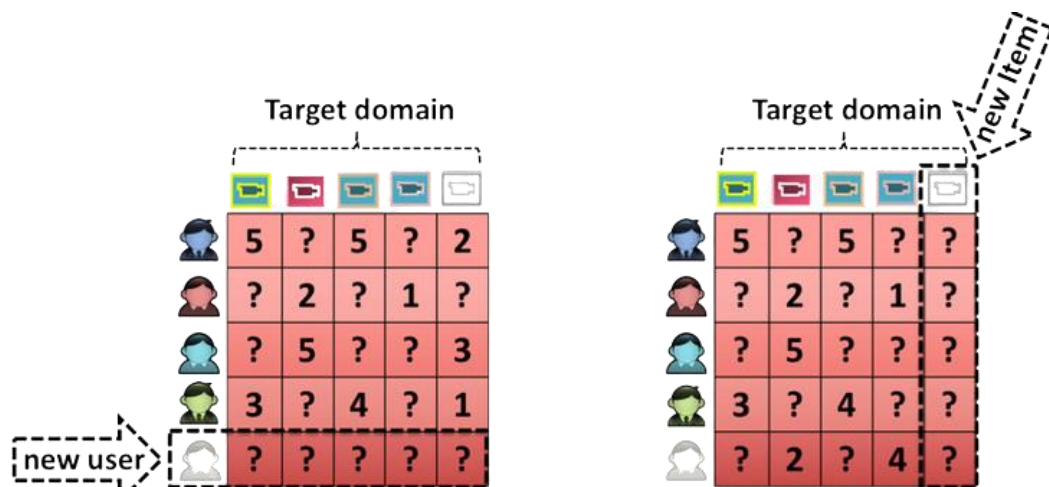 Target domain
5 ? 5 ? 2
? 2 ? 1 ?
? 5 ? ? 3
3 ? 4 ? 1
new user
? ? ? ? ?
new Item
Target domain
5 ? 5 ? ?
? 2 ? 1 ?
? 5 ? ? ?
3 ? 4 ? ?
? 2 ? 4 ?